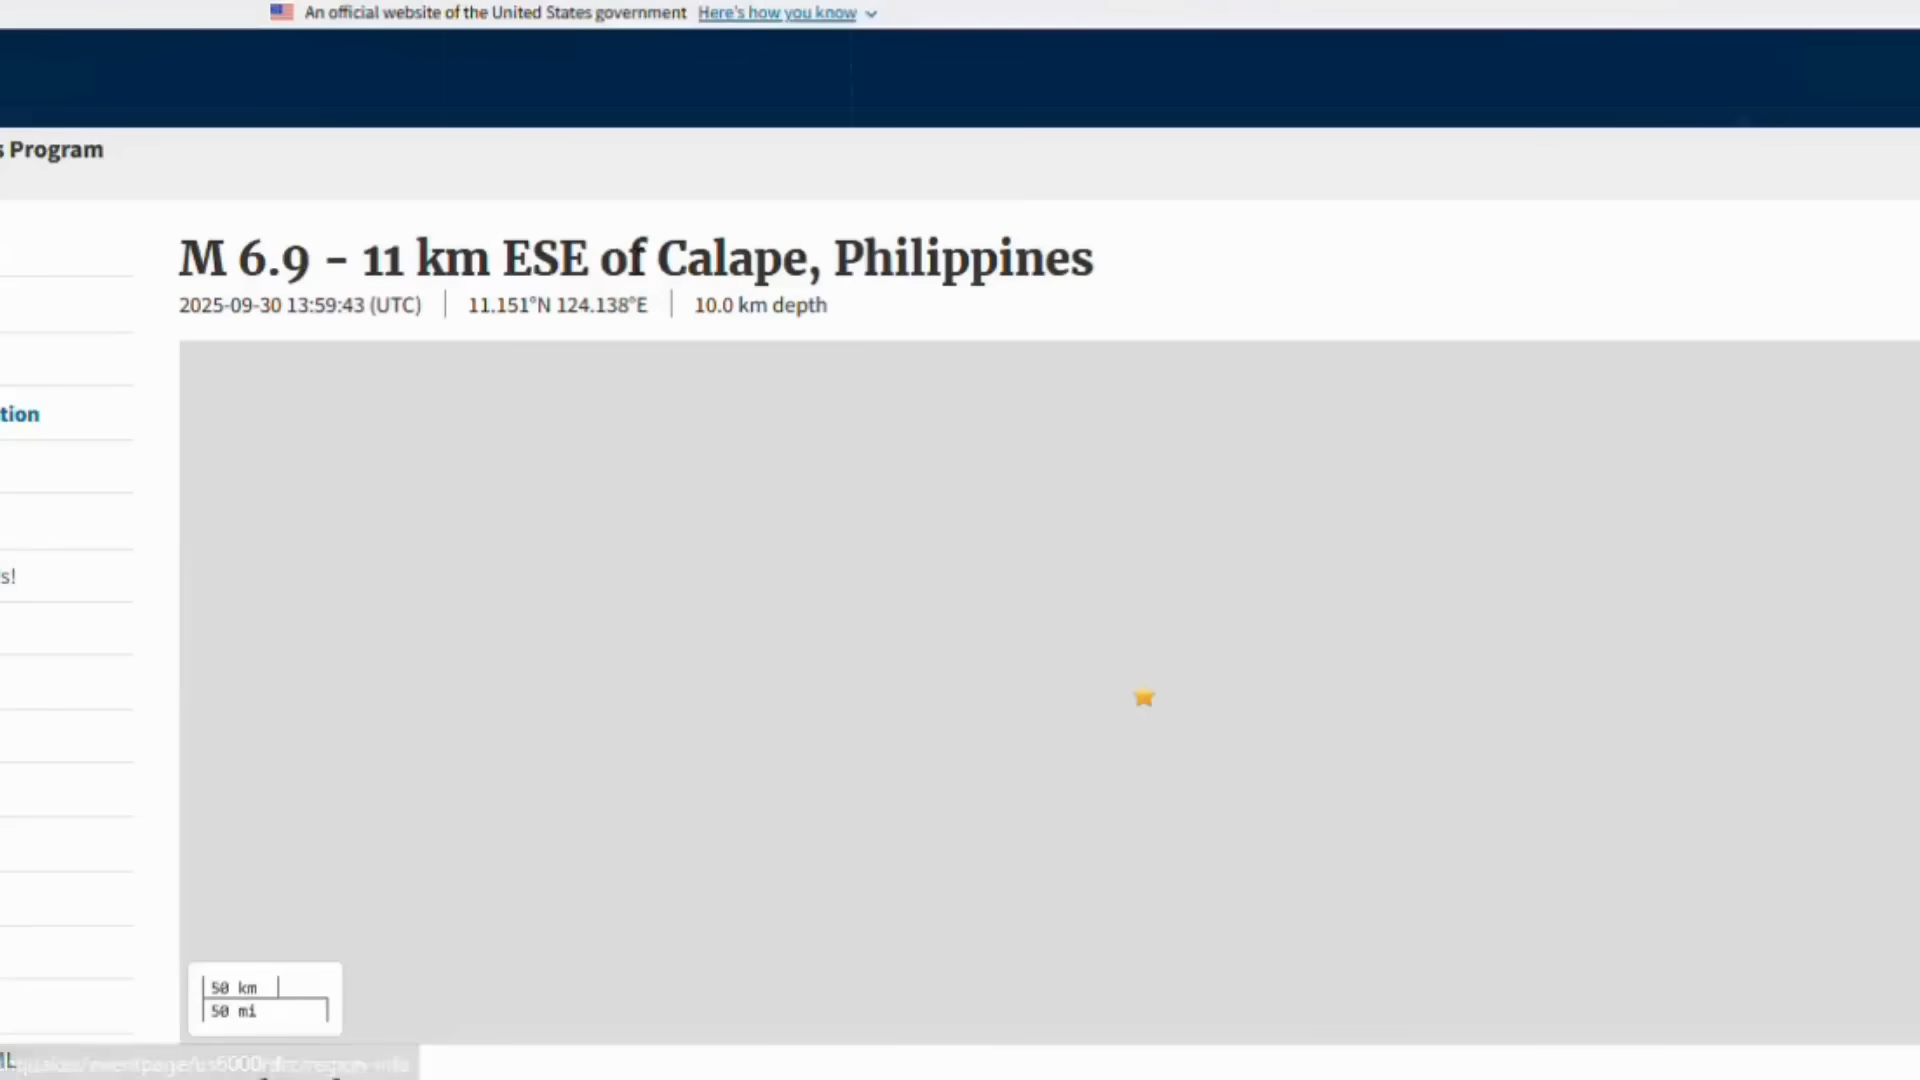 An official website of the United States government Here's how you know
s Program
M 6.9 - 11 km ESE of Calape, Philippines
2025-09-30 13:59:43 (UTC) 11.151°N 124.138°E 10.0 km depth
tion
s!
50 km
50 mi